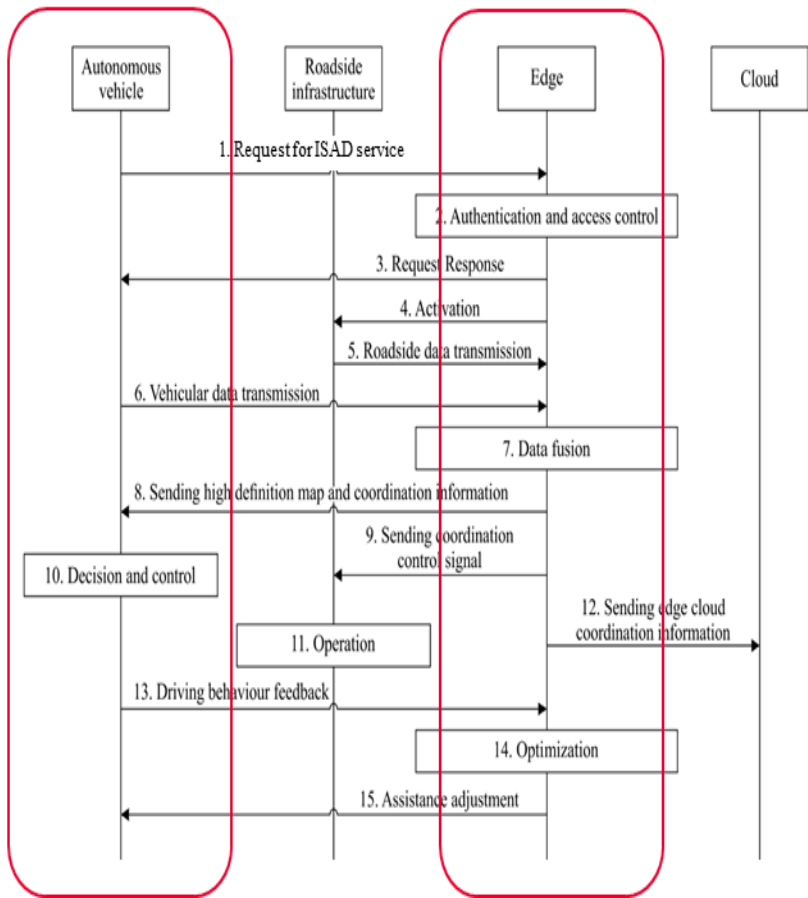 Autonomous
vehicle
Roadside
infrastructure
Edge
Cloud
1. Request for ISAD service
2. Authentication and access control
3. Request Response
4. Activation
5. Roadside data transmission
6. Vehicular data transmission
7. Data fusion
8. Sending high definition map and coordination information
9. Sending coordination
control signal
10. Decision and control
11. Operation
12. Sending edge cloud
coordination information
13. Driving behaviour feedback
14. Optimization
15. Assistance adjustment